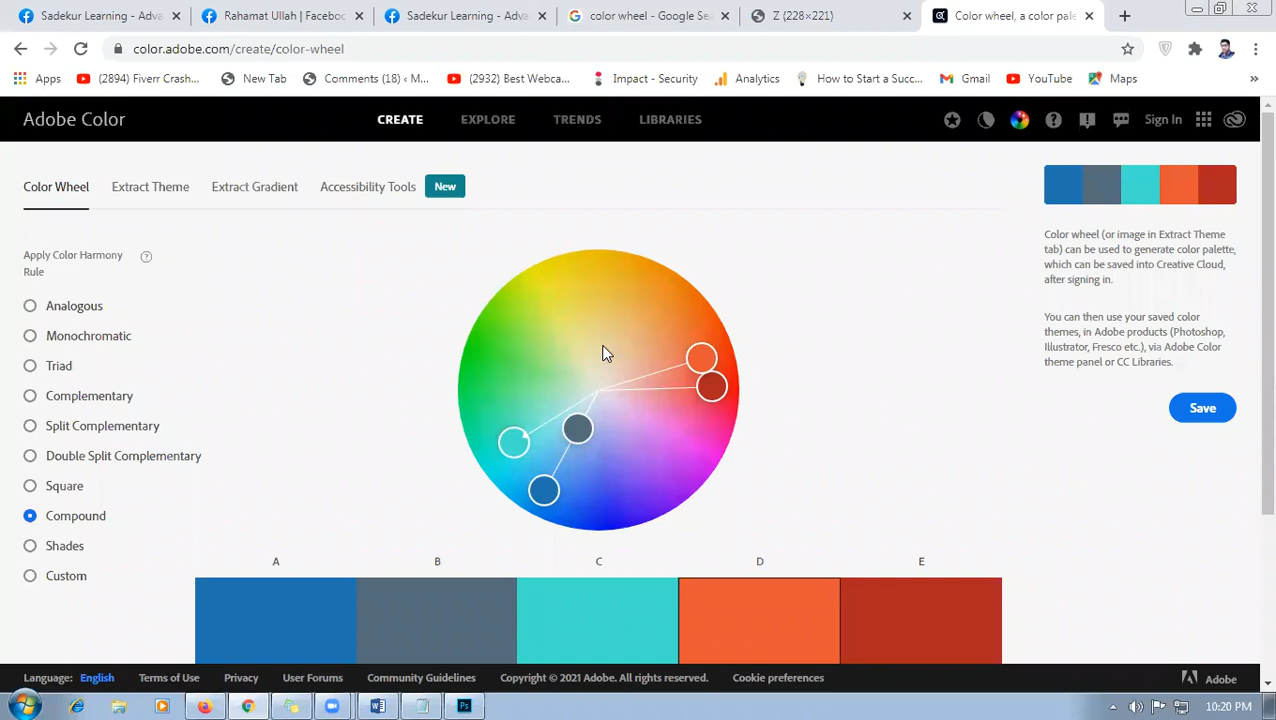 Sadekur Learning - Adva
Ranamat Ullah | Faceboo
Sadekur Learning - Adva
color wheel - Google Sea
Z (228×221)
Color wheel, a color pale
color.adobe.com/create/color-wheel
Apps
(2894) Fiverr Crash...
New Tab
Comments (18) ‹ M...
(2932) Best Webca...
Impact - Security
Analytics
How to Start a Succ...
Gmail
YouTube
Maps
»
Adobe Color
CREATE
EXPLORE
TRENDS
LIBRARIES
Sign In
Color Wheel
Extract Theme
Extract Gradient
Accessibility Tools
New
Apply Color Harmony
Rule
Analogous
Monochromatic
Triad
Complementary
Split Complementary
Double Split Complementary
Square
Compound
Shades
Custom
Color wheel (or image in Extract Theme
tab) can be used to generate color palette,
which can be saved into Creative Cloud,
after signing in.
You can then use your saved color
themes, in Adobe products (Photoshop,
Illustrator, Fresco etc.), via Adobe Color
theme panel or CC Libraries.
Save
A
B
C
D
E
Language: English
Terms of Use
Privacy
User Forums
Community Guidelines
Copyright © 2021 Adobe. All rights reserved.
Cookie preferences
Adobe
10:20 PM